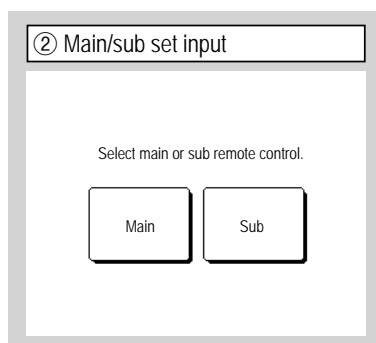 ② Main/sub set input
Select main or sub remote control.
Main Sub